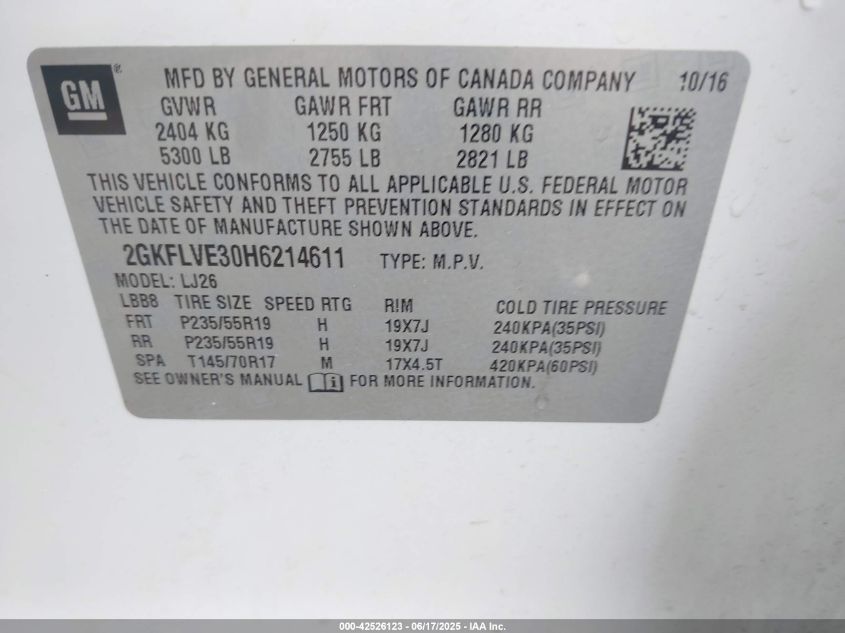 GM®
MFD BY GENERAL MOTORS OF CANADA COMPANY 10/16
GVWR GAWR FRT GAWR RR
2404 KG 1250 KG 1280 KG
5300 LB 2755 LB 2821 LB
THIS VEHICLE CONFORMS TO ALL APPLICABLE U.S. FEDERAL MOTOR
VEHICLE SAFETY AND THEFT PREVENTION STANDARDS IN EFFECT ON
THE DATE OF MANUFACTURE SHOWN ABOVE.
2GKFLVE30H6214611 TYPE: M.P.V.
MODEL: LJ26
LBB8 TIRE SIZE SPEED RTG RIM COLD TIRE PRESSURE
FRT P235/55R19 H 19X7J 240KPA(35PSI)
RR P235/55R19 H 19X7J 240KPA(35PSI)
SPA T145/70R17 M 17X4.5T 420KPA(60PSI)
SEE OWNER'S MANUAL FOR MORE INFORMATION.
000-42526123 - 06/17/2025 - IAA Inc.